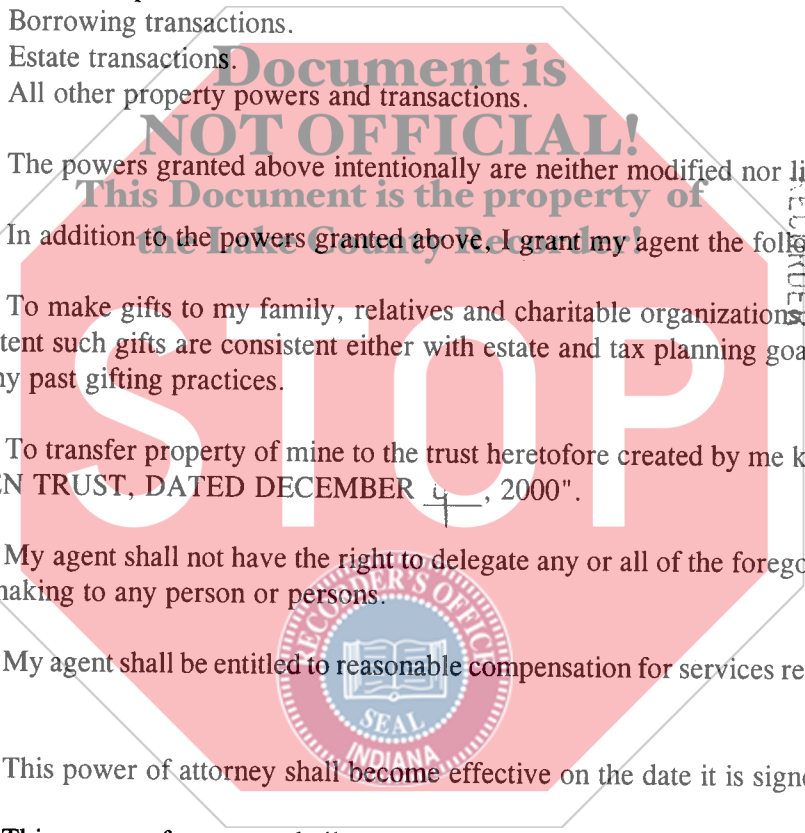 Borrowing transactions.
Estate transactions.
Document is
All other property powers and transactions.
NOT OFFICIAL!
The powers granted above intentionally are neither modified nor li
This Document is the property of
In addition to the powers granted above, I grant my agent the follo
the Lake County Recorder!
To make gifts to my family, relatives and charitable organizations
tent such gifts are consistent either with estate and tax planning goa
ny past gifting practices.
STOP
To transfer property of mine to the trust heretofore created by me k
EN TRUST, DATED DECEMBER 4, 2000".
My agent shall not have the right to delegate any or all of the forego
naking to any person or persons.
RECORDER'S OFFICE
My agent shall be entitled to reasonable compensation for services re
SEAL
INDIANA
This power of attorney shall become effective on the date it is signe